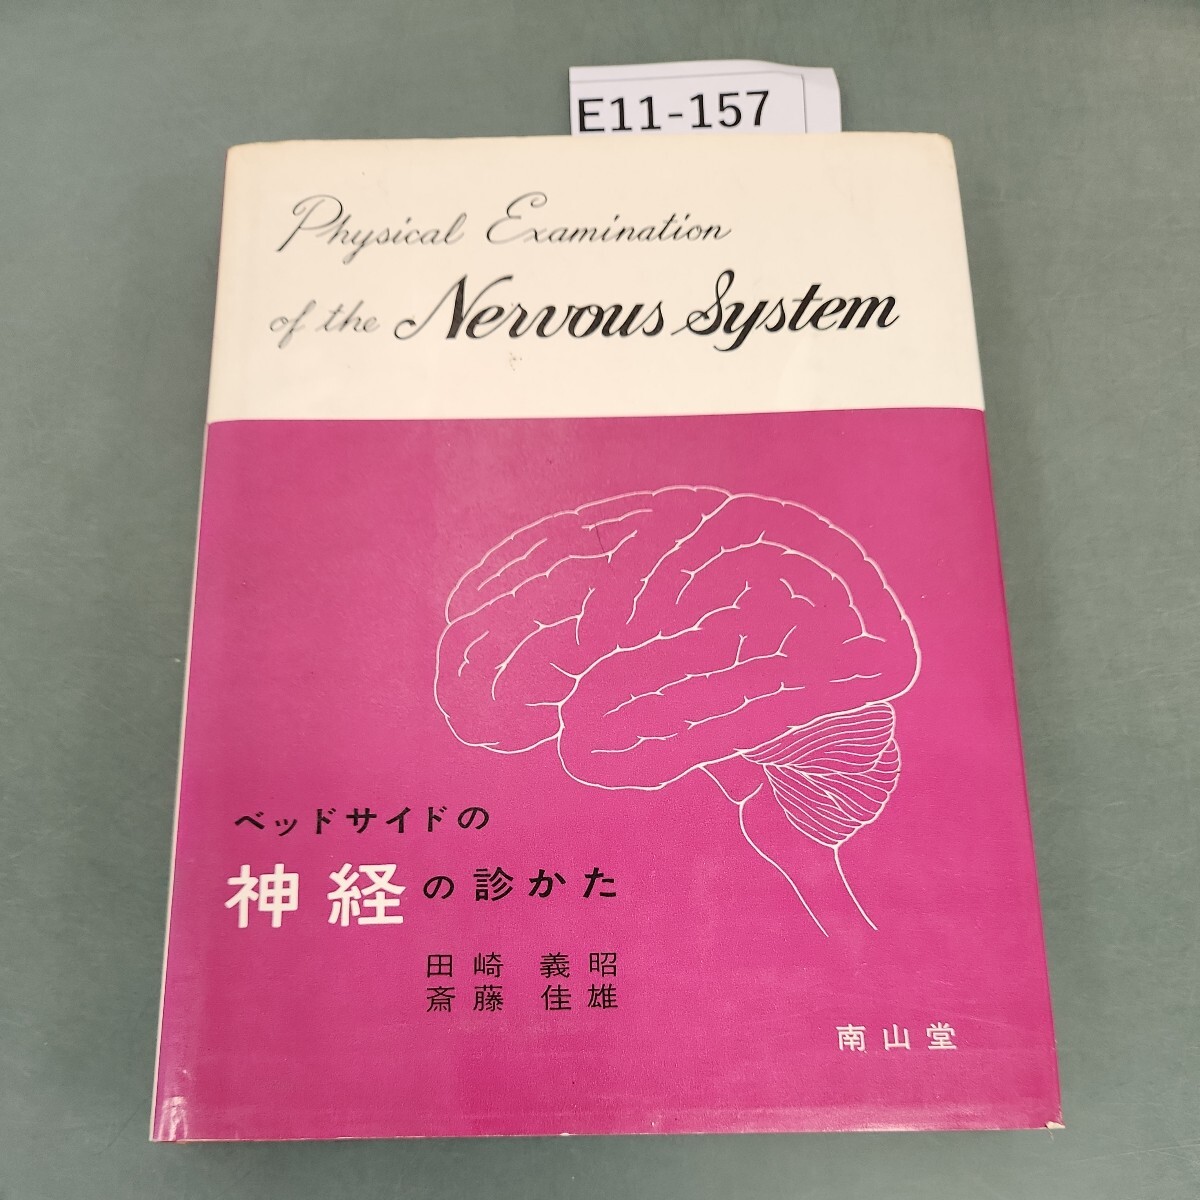 E11-157
Physical Examination
of the Nervous System
ベッドサイドの
神経の診かた
田崎 義昭
斎藤 佳雄
南山堂